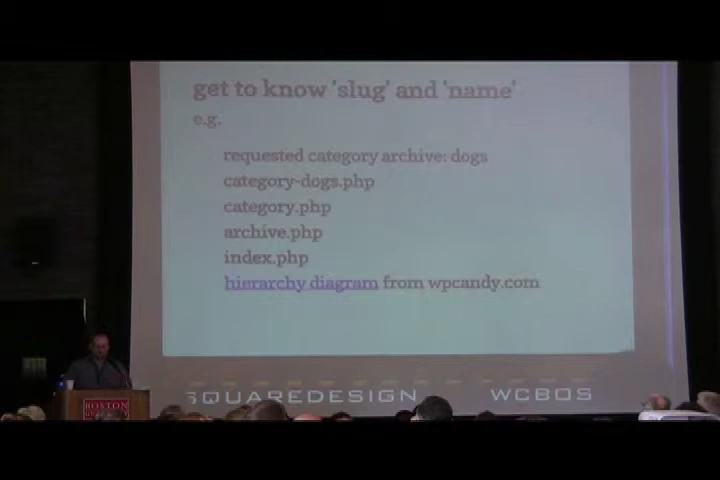 get to know 'slug' and 'name'
e.g.
requested category archive: dogs
category-dogs.php
category.php
archive.php
index.php
hierarchy diagram from wpcandy.com
SQUAREDESIGN WCBOS
BOSTON